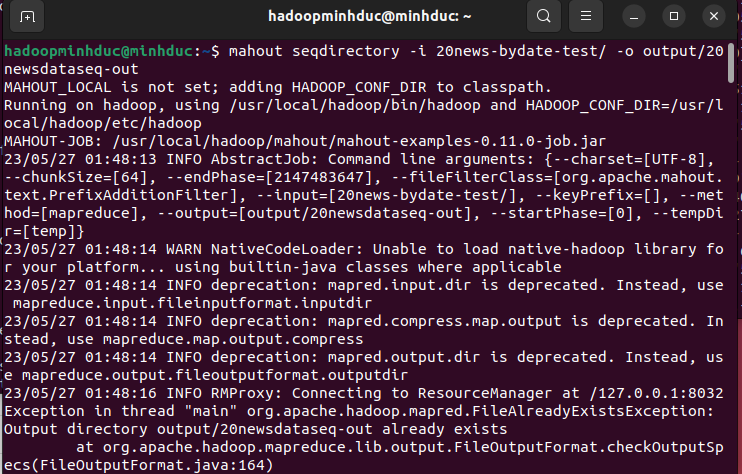 hadoopminhduc@minhduc: ~
hadoopminhduc@minhduc:~$ mahout seqdirectory -i 20news-bydate-test/ -o output/20
newsdataseq-out
MAHOUT_LOCAL is not set; adding HADOOP_CONF_DIR to classpath.
Running on hadoop, using /usr/local/hadoop/bin/hadoop and HADOOP_CONF_DIR=/usr/l
ocal/hadoop/etc/hadoop
MAHOUT-JOB: /usr/local/hadoop/mahout/mahout-examples-0.11.0-job.jar
23/05/27 01:48:13 INFO AbstractJob: Command line arguments: {--charset=[UTF-8],
--chunkSize=[64], --endPhase=[2147483647], --fileFilterClass=[org.apache.mahout.
text.PrefixAdditionFilter], --input=[20news-bydate-test/], --keyPrefix=[], --met
hod=[mapreduce], --output=[output/20newsdataseq-out], --startPhase=[0], --tempDi
r=[temp]}
23/05/27 01:48:14 WARN NativeCodeLoader: Unable to load native-hadoop library fo
r your platform... using builtin-java classes where applicable
23/05/27 01:48:14 INFO deprecation: mapred.input.dir is deprecated. Instead, use
 mapreduce.input.fileinputformat.inputdir
23/05/27 01:48:14 INFO deprecation: mapred.compress.map.output is deprecated. In
stead, use mapreduce.map.output.compress
23/05/27 01:48:14 INFO deprecation: mapred.output.dir is deprecated. Instead, us
e mapreduce.output.fileoutputformat.outputdir
23/05/27 01:48:16 INFO RMProxy: Connecting to ResourceManager at /127.0.0.1:8032
Exception in thread "main" org.apache.hadoop.mapred.FileAlreadyExistsException:
Output directory output/20newsdataseq-out already exists
        at org.apache.hadoop.mapreduce.lib.output.FileOutputFormat.checkOutputSp
ecs(FileOutputFormat.java:164)